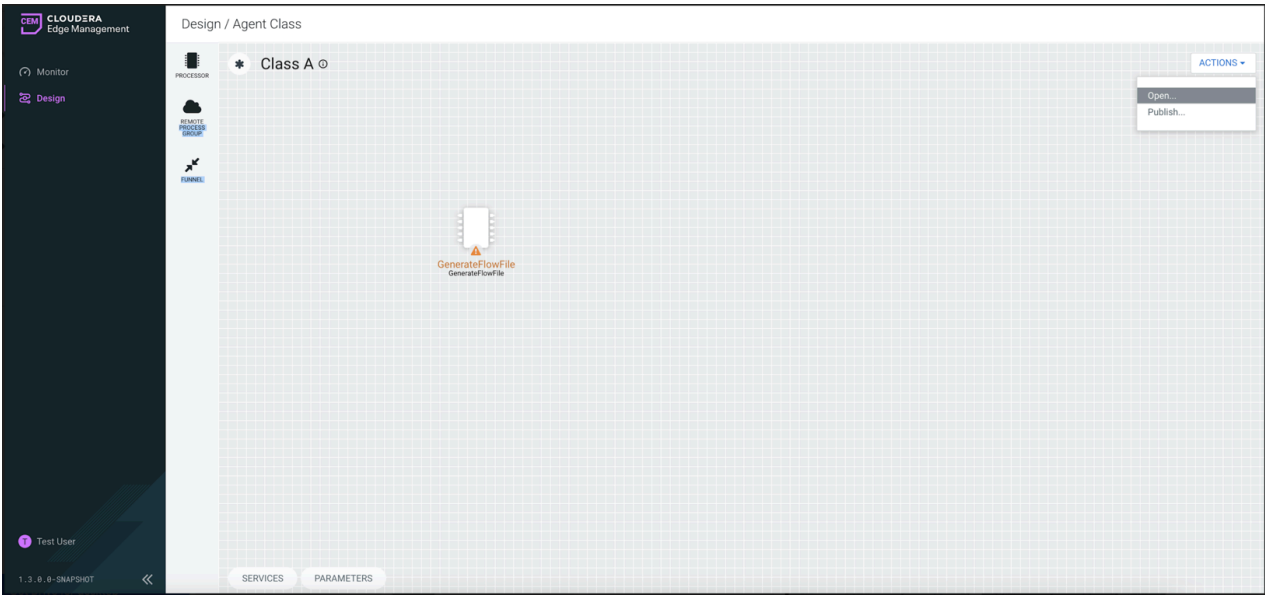 CEM CLOUDERA
Edge Management
Design / Agent Class
Monitor
Design
PROCESSOR
REMOTE
PROCESS
GROUP
FUNNEL
Class A
ACTIONS
Open...
Publish...
GenerateFlowFile
GenerateFlowFile
T Test User
1.3.0.0-SNAPSHOT
SERVICES
PARAMETERS